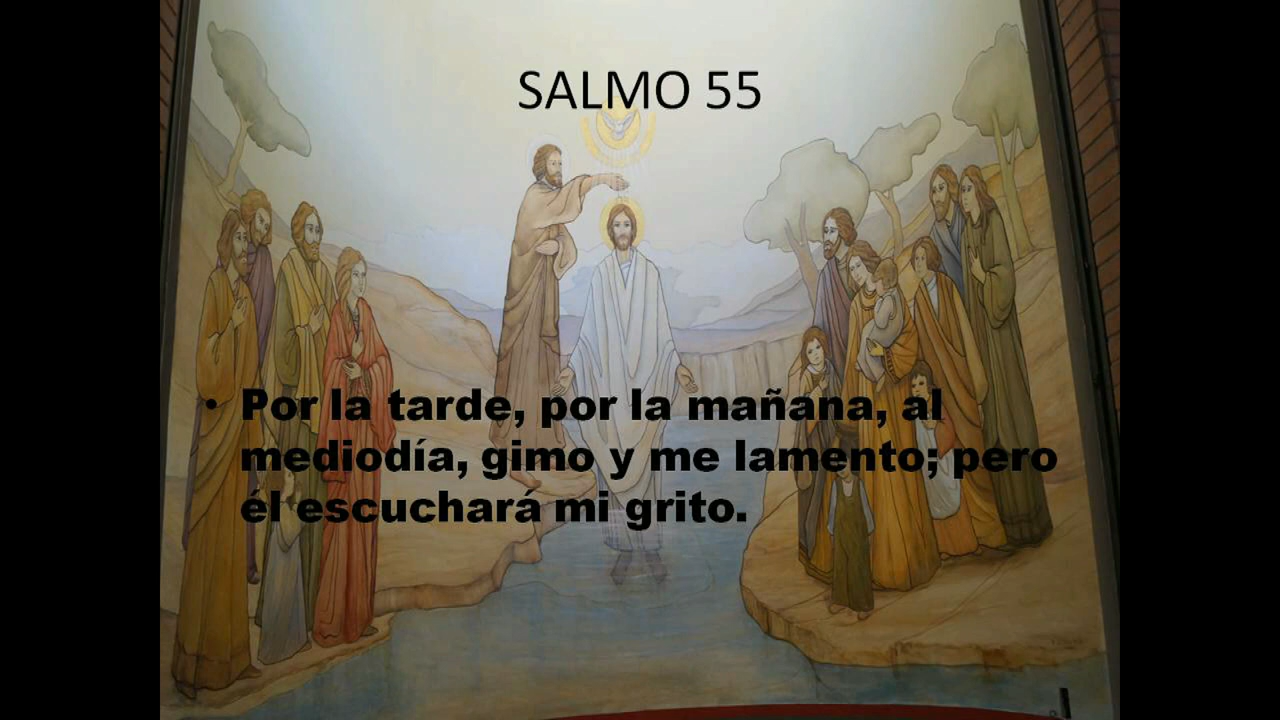 SALMO 55
• Por la tarde, por la mañana, al
mediodía, gimo y me lamento; pero
él escuchará mi grito.